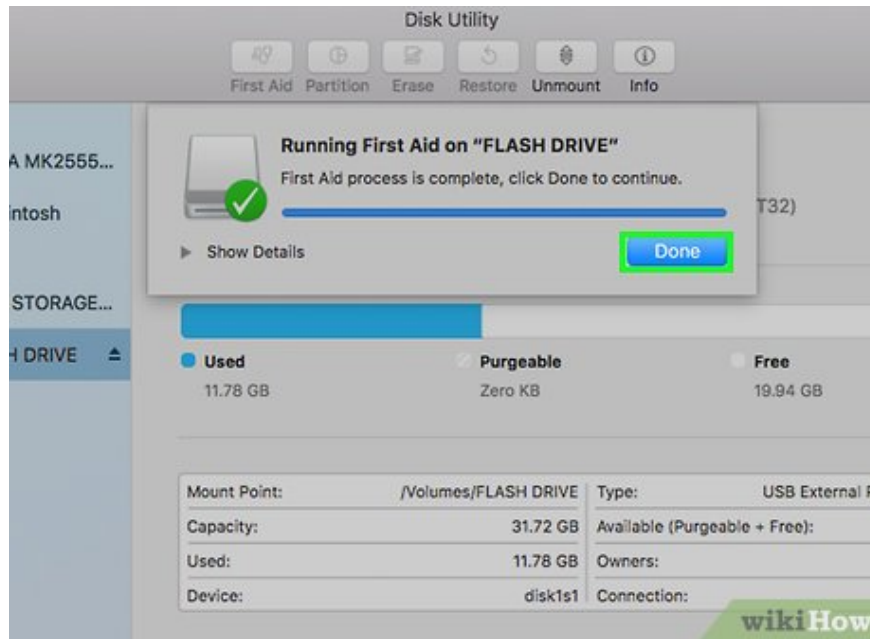 Disk Utility
First Aid Partition Erase Restore Unmount Info
Running First Aid on “FLASH DRIVE”
First Aid process is complete, click Done to continue.
Show Details Done
A MK2555...
intosh
T32)
STORAGE...
H DRIVE
Used Purgeable Free
11.78 GB Zero KB 19.94 GB
Mount Point: /Volumes/FLASH DRIVE Type: USB External
Capacity: 31.72 GB Available (Purgeable + Free):
Used: 11.78 GB Owners:
Device: disk1s1 Connection:
wikiHow